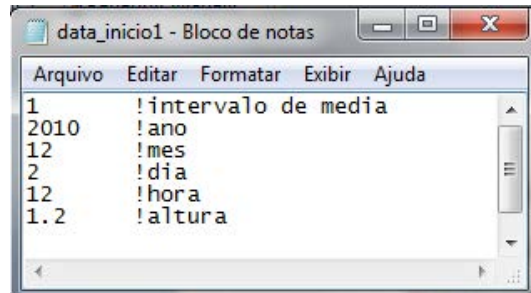 data_inicio1 - Bloco de notas
Arquivo Editar Formatar Exibir Ajuda
1 !intervalo de media
2010 !ano
12 !mes
2 !dia
12 !hora
1.2 !altura